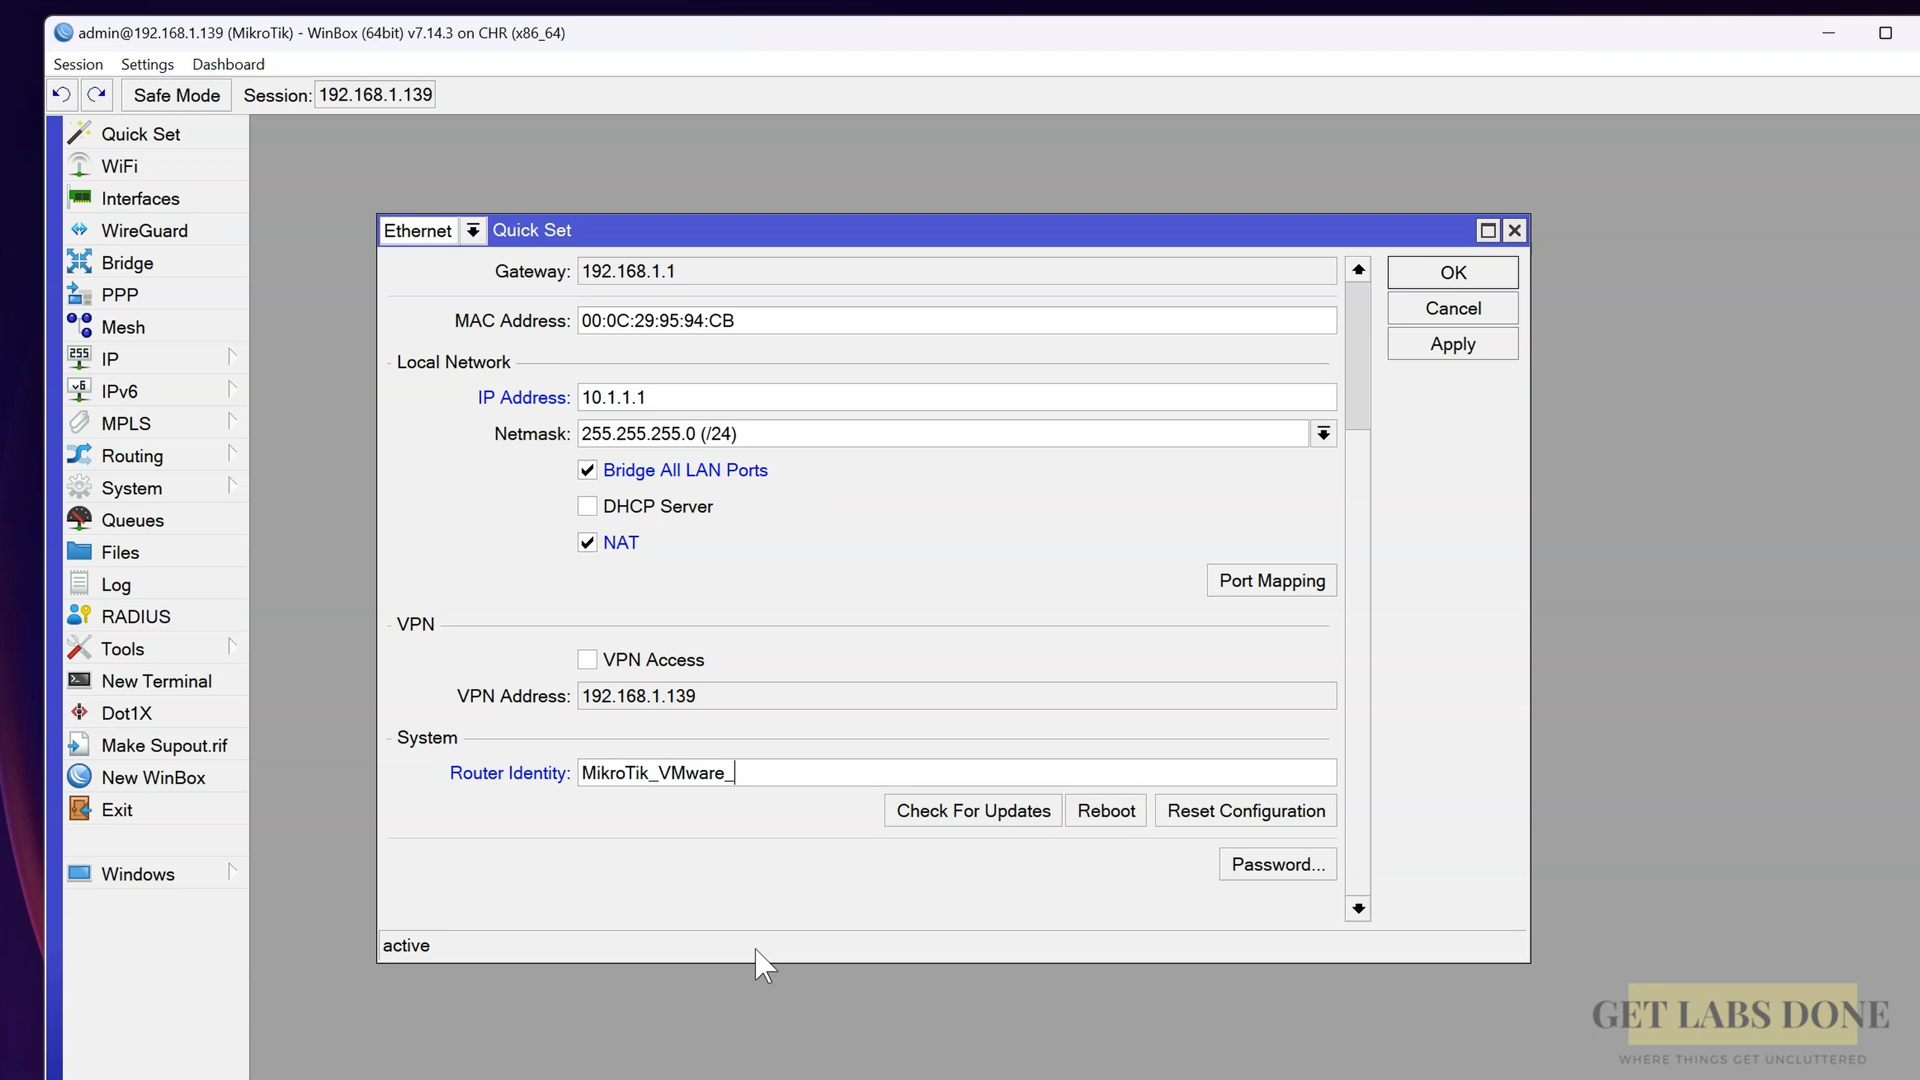 admin@192.168.1.139 (MikroTik) - WinBox (64bit) v7.14.3 on CHR (x86_64)
Session Settings Dashboard
Safe Mode Session: 192.168.1.139
Quick Set
WiFi
Interfaces
WireGuard
Bridge
PPP
Mesh
255 IP
v6 IPv6
MPLS
Routing
System
Queues
Files
Log
RADIUS
Tools
New Terminal
Dot1X
Make Supout.rif
New WinBox
Exit
Windows
Ethernet Quick Set
Gateway: 192.168.1.1
MAC Address: 00:0C:29:95:94:CB
Local Network
IP Address: 10.1.1.1
Netmask: 255.255.255.0 (/24)
Bridge All LAN Ports
DHCP Server
NAT
Port Mapping
VPN
VPN Access
VPN Address: 192.168.1.139
System
Router Identity: MikroTik_VMware_
Check For Updates Reboot Reset Configuration
Password...
active
OK
Cancel
Apply
GET LABS DONE
WHERE THINGS GET UNCLUTTERED